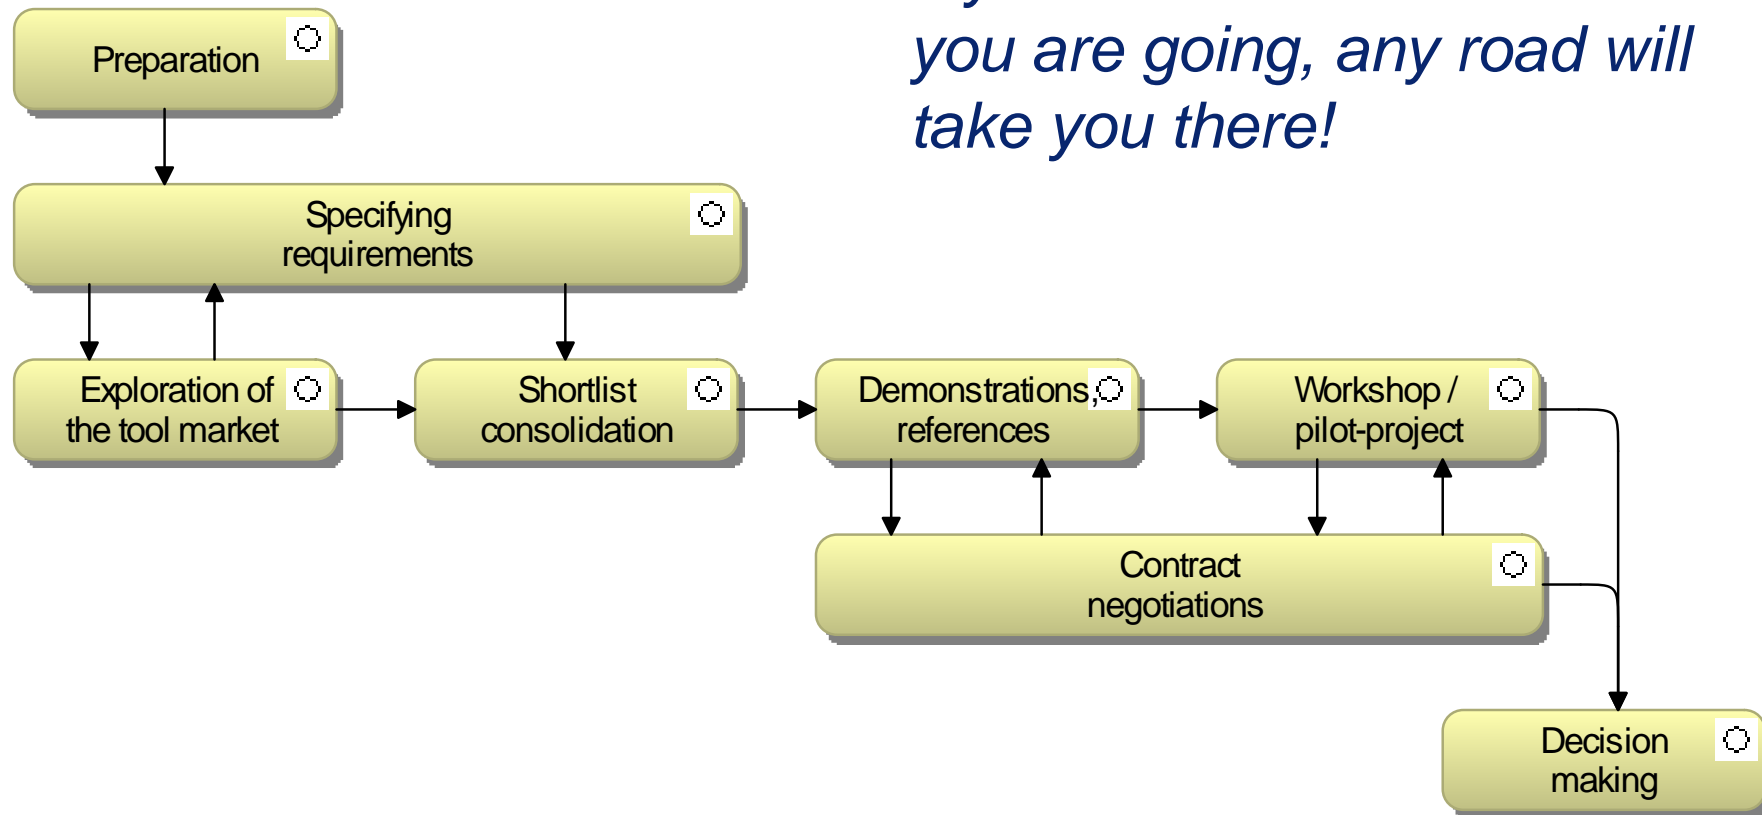 you are going, any road will
take you there!
Preparation
Specifying
requirements
Exploration of
the tool market
Shortlist
consolidation
Demonstrations,
references
Workshop /
pilot-project
Contract
negotiations
Decision
making